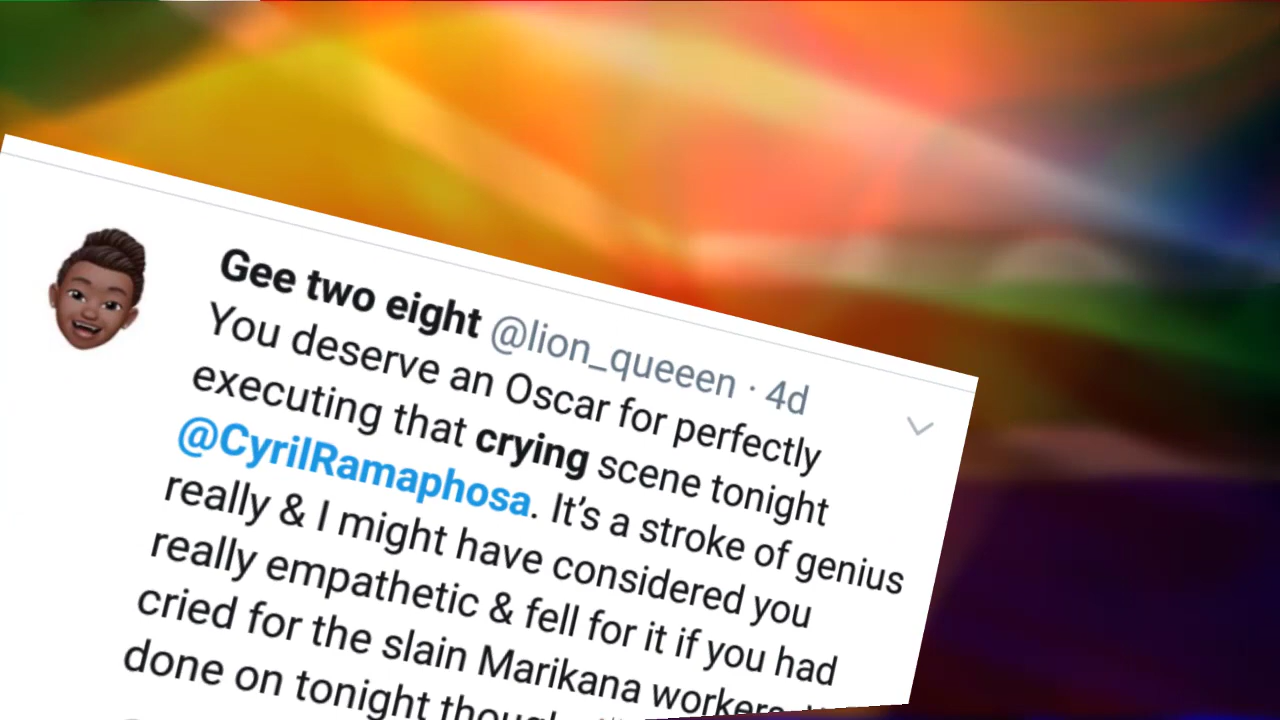 Gee two eight @lion_queeen · 4d
You deserve an Oscar for perfectly
executing that crying scene tonight
@CyrilRamaphosa. It's a stroke of genius
really & I might have considered you
really empathetic & fell for it if you had
cried for the slain Marikana workers
done on tonight though